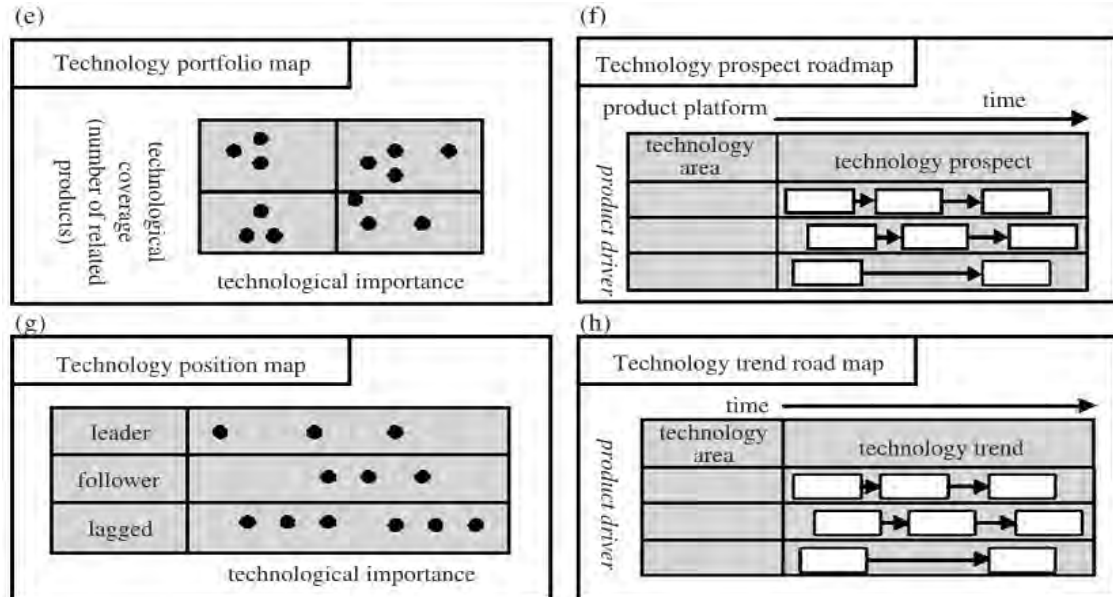 (e)
Technology portfolio map
technological
coverage
(number of related
products)
technological importance
(f)
Technology prospect roadmap
product platform
time
technology
area
technology prospect
product driver
(g)
Technology position map
leader
follower
lagged
technological importance
(h)
Technology trend road map
time
technology
area
technology trend
product driver